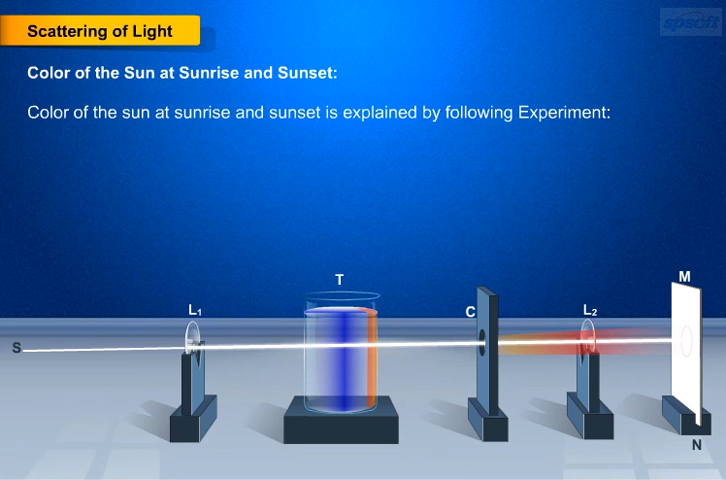 Scattering of Light
spsoft
Color of the Sun at Sunrise and Sunset:
Color of the sun at sunrise and sunset is explained by following Experiment:
T
M
L₁
C
L₂
S
N